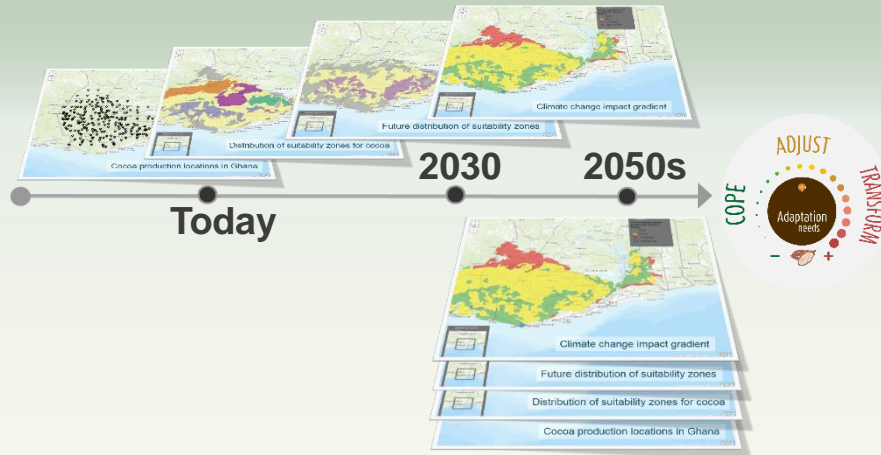 Climate change impact gradient
Future distribution of suitability zones
Distribution of suitability zones for cocoa
Cocoa production locations in Ghana
2030
2050s
Today
ADJUST
COPE
TRANSFORM
Adaptation
needs
- +
Climate change impact gradient
Future distribution of suitability zones
Distribution of suitability zones for cocoa
Cocoa production locations in Ghana